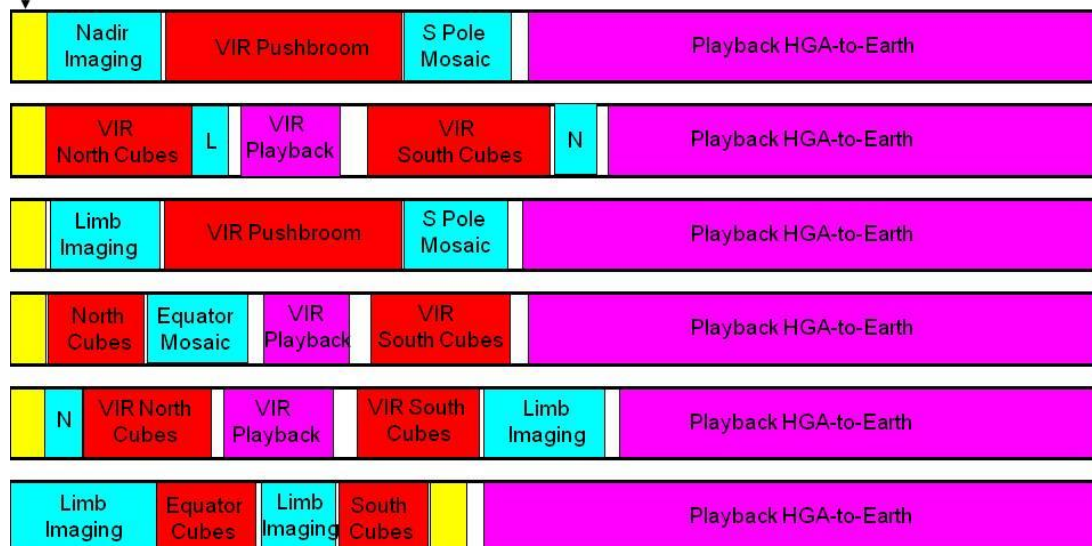 Nadir
Imaging
VIR Pushbroom
S Pole
Mosaic
Playback HGA-to-Earth
VIR
North Cubes
L
VIR
Playback
VIR
South Cubes
N
Playback HGA-to-Earth
Limb
Imaging
VIR Pushbroom
S Pole
Mosaic
Playback HGA-to-Earth
North
Cubes
Equator
Mosaic
VIR
Playback
VIR
South Cubes
Playback HGA-to-Earth
N
VIR North
Cubes
VIR
Playback
VIR South
Cubes
Limb
Imaging
Playback HGA-to-Earth
Limb
Imaging
Equator
Cubes
Limb
Imaging
South
Cubes
Playback HGA-to-Earth